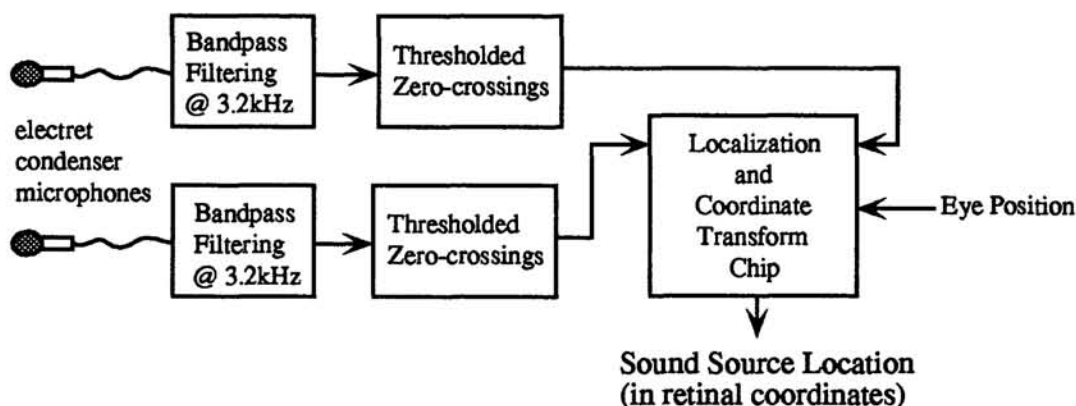 Bandpass
Filtering
@ 3.2kHz
Thresholded
Zero-crossings
electret
condenser
microphones
Bandpass
Filtering
@ 3.2kHz
Thresholded
Zero-crossings
Localization
and
Coordinate
Transform
Chip
Eye Position
Sound Source Location
(in retinal coordinates)